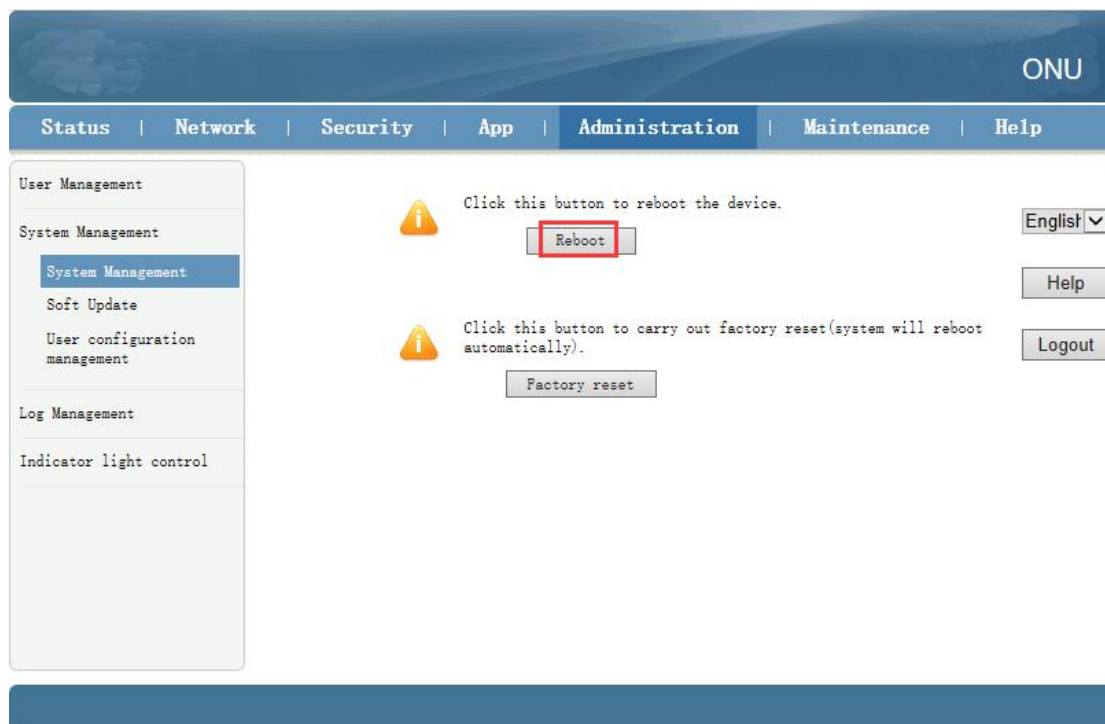 ONU
Status | Network | Security | App | Administration | Maintenance | Help
User Management
System Management
System Management
Soft Update
User configuration
management
Log Management
Indicator light control
Click this button to reboot the device.
Reboot
Click this button to carry out factory reset(system will reboot
automatically).
Factory reset
English
Help
Logout